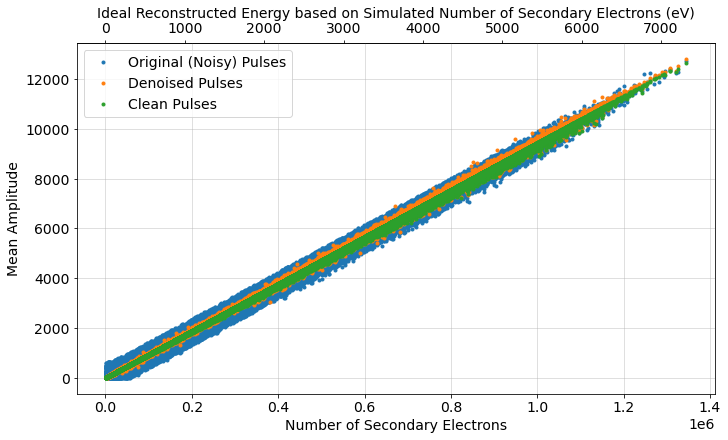 Ideal Reconstructed Energy based on Simulated Number of Secondary Electrons (eV)
0 1000 2000 3000 4000 5000 6000 7000
Original (Noisy) Pulses
Denoised Pulses
Clean Pulses
Mean Amplitude
12000
10000
8000
6000
4000
2000
0
0.0 0.2 0.4 0.6 0.8 1.0 1.2 1.4
1e6
Number of Secondary Electrons